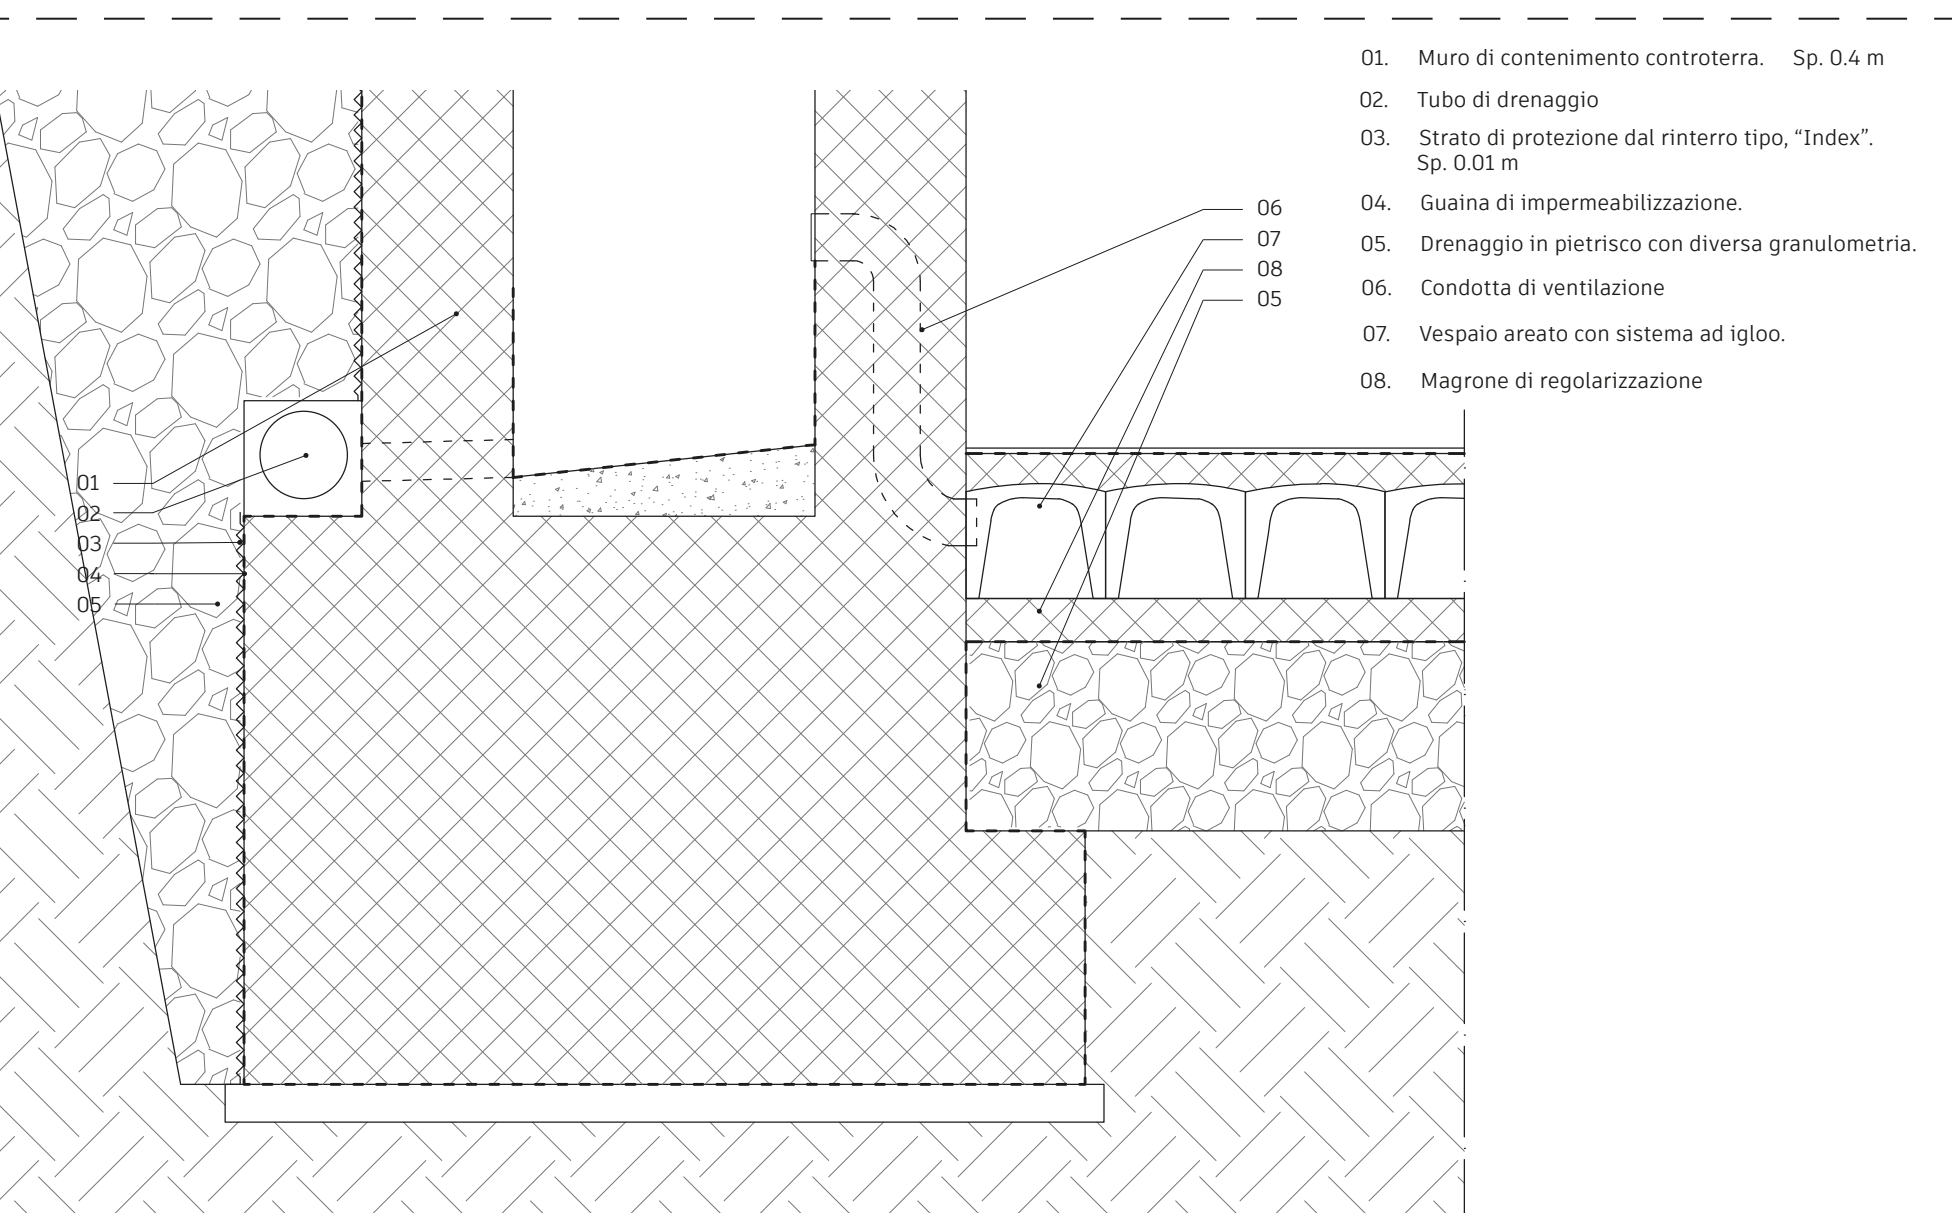 01. Muro di contenimento controterra. Sp. 0.4 m
02. Tubo di drenaggio
03. Strato di protezione dal rinterro tipo, “Index”.
Sp. 0.01 m
04. Guaina di impermeabilizzazione.
05. Drenaggio in pietrisco con diversa granulometria.
06. Condotta di ventilazione
07. Vespaio areato con sistema ad igloo.
08. Magrone di regolarizzazione
06
07
08
05
01
02
03
04
05